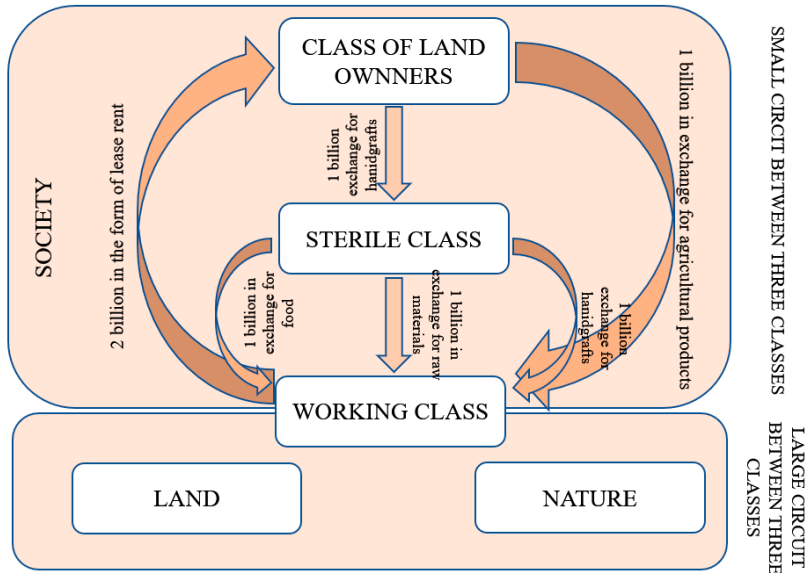 CLASS OF LAND
OWNNERS
SOCIETY
2 billion in the form of lease rent
1 billion
exchange for
hanidgrafts
1 billion in exchange for agricultural products
STERILE CLASS
1 billion in
exchange for
food
1 billion in
exchange for raw
materials
1 billion
exchange for
hanidgrafts
WORKING CLASS
LAND
NATURE
SMALL CIRCIT BETWEEN THREE CLASSES
LARGE CIRCUIT
BETWEEN THREE
CLASSES